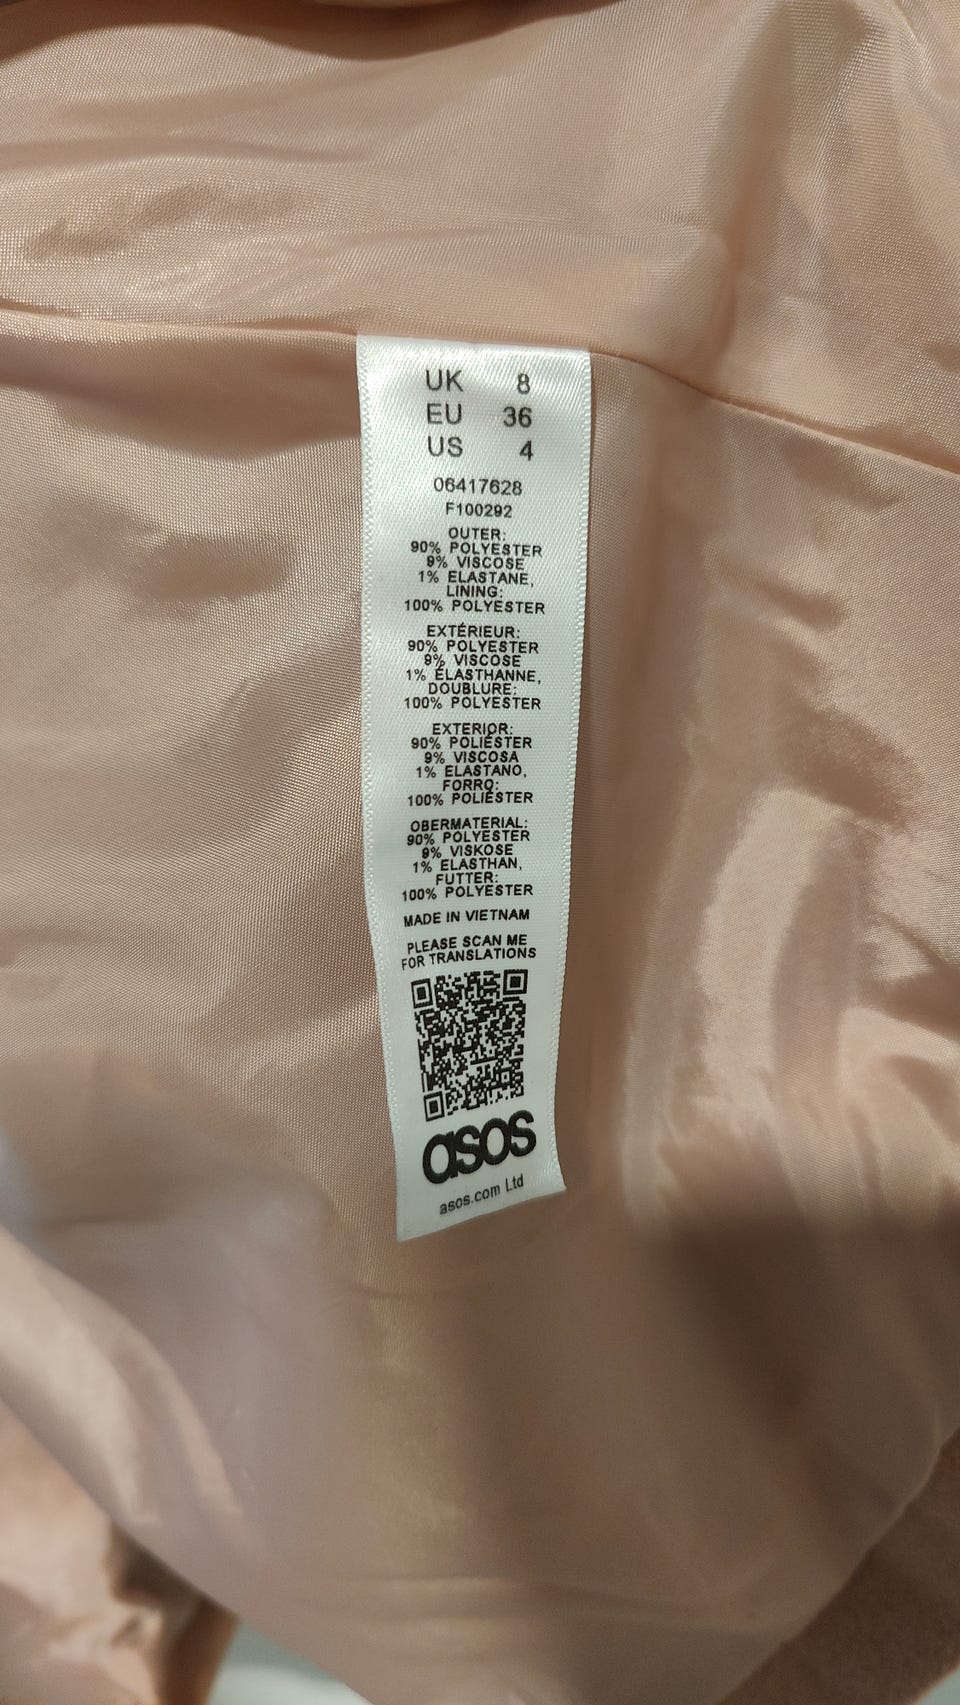 UK 8
EU 36
US 4
06417628
F100292
OUTER:
90% POLYESTER
9% VISCOSE
1% ELASTANE,
LINING:
100% POLYESTER
EXTÉRIEUR:
90% POLYESTER
9% VISCOSE
1% ÉLASTHANNE,
DOUBLURE:
100% POLYESTER
EXTERIOR:
90% POLIÉSTER
9% VISCOSA
1% ELASTANO,
FORRO:
100% POLIÉSTER
OBERMATERIAL:
90% POLYESTER
9% VISKOSE
1% ELASTHAN,
FUTTER:
100% POLYESTER
MADE IN VIETNAM
PLEASE SCAN ME
FOR TRANSLATIONS
asos
asos.com Ltd